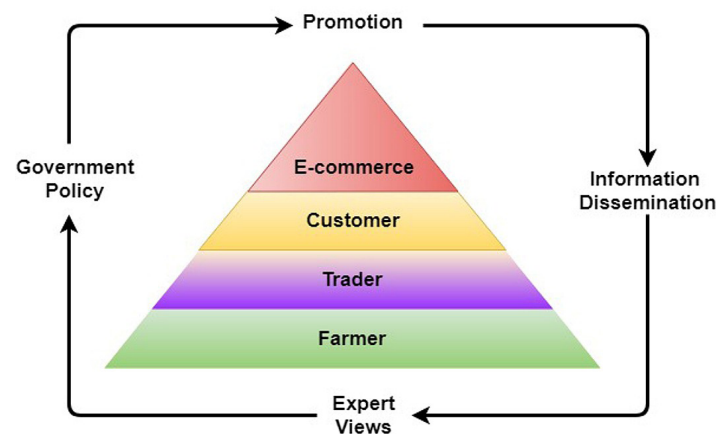 Promotion
E-commerce
Government
Policy
Information
Dissemination
Customer
Trader
Farmer
Expert
Views